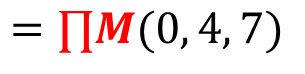 = ∏M(0, 4, 7)